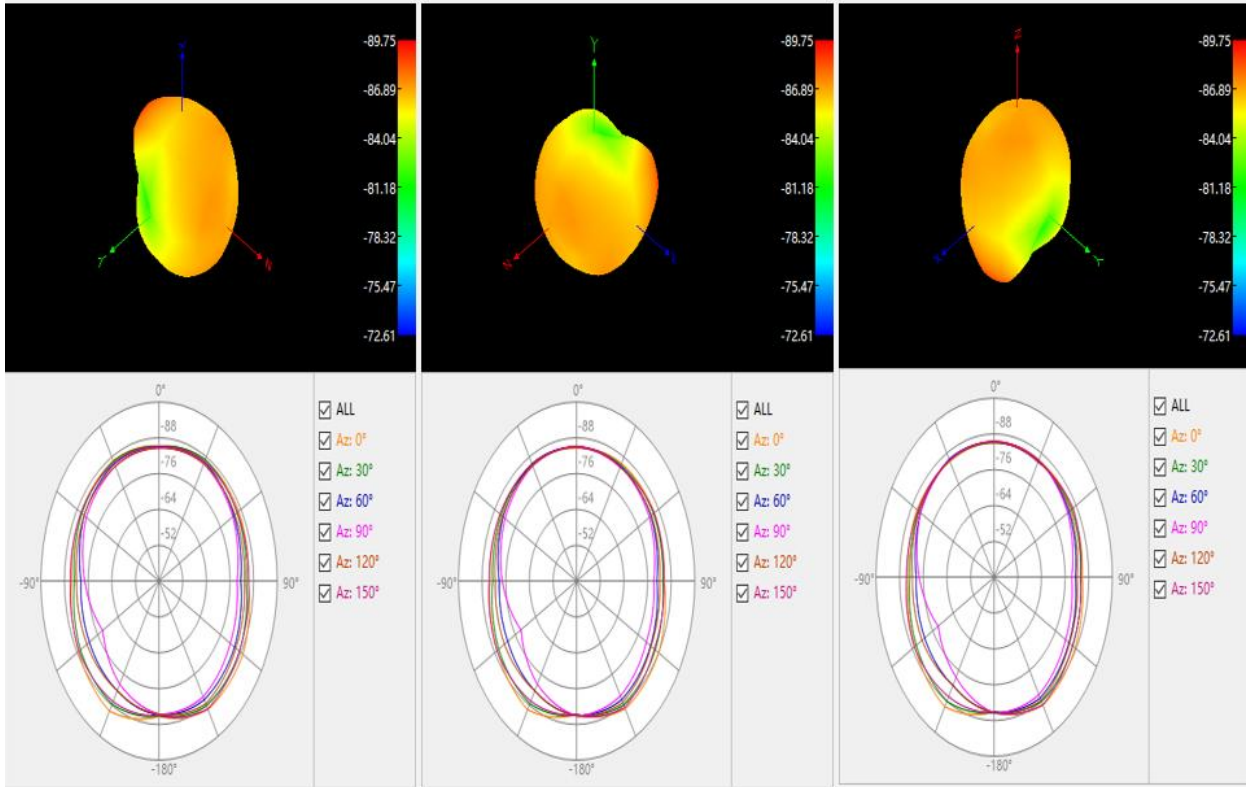 -89.75
-86.89
-84.04
-81.18
-78.32
-75.47
-72.61
Y
Y
-89.75
-86.89
-84.04
-81.18
-78.32
-75.47
-72.61
Y
-89.75
-86.89
-84.04
-81.18
-78.32
-75.47
-72.61
0°
-88
-76
-64
-52
-90°
90°
-180°
ALL
Az: 0°
Az: 30°
Az: 60°
Az: 90°
Az: 120°
Az: 150°
0°
-88
-76
-64
-52
-90°
90°
-180°
ALL
Az: 0°
Az: 30°
Az: 60°
Az: 90°
Az: 120°
Az: 150°
0°
-88
-76
-64
-52
-90°
90°
-180°
ALL
Az: 0°
Az: 30°
Az: 60°
Az: 90°
Az: 120°
Az: 150°